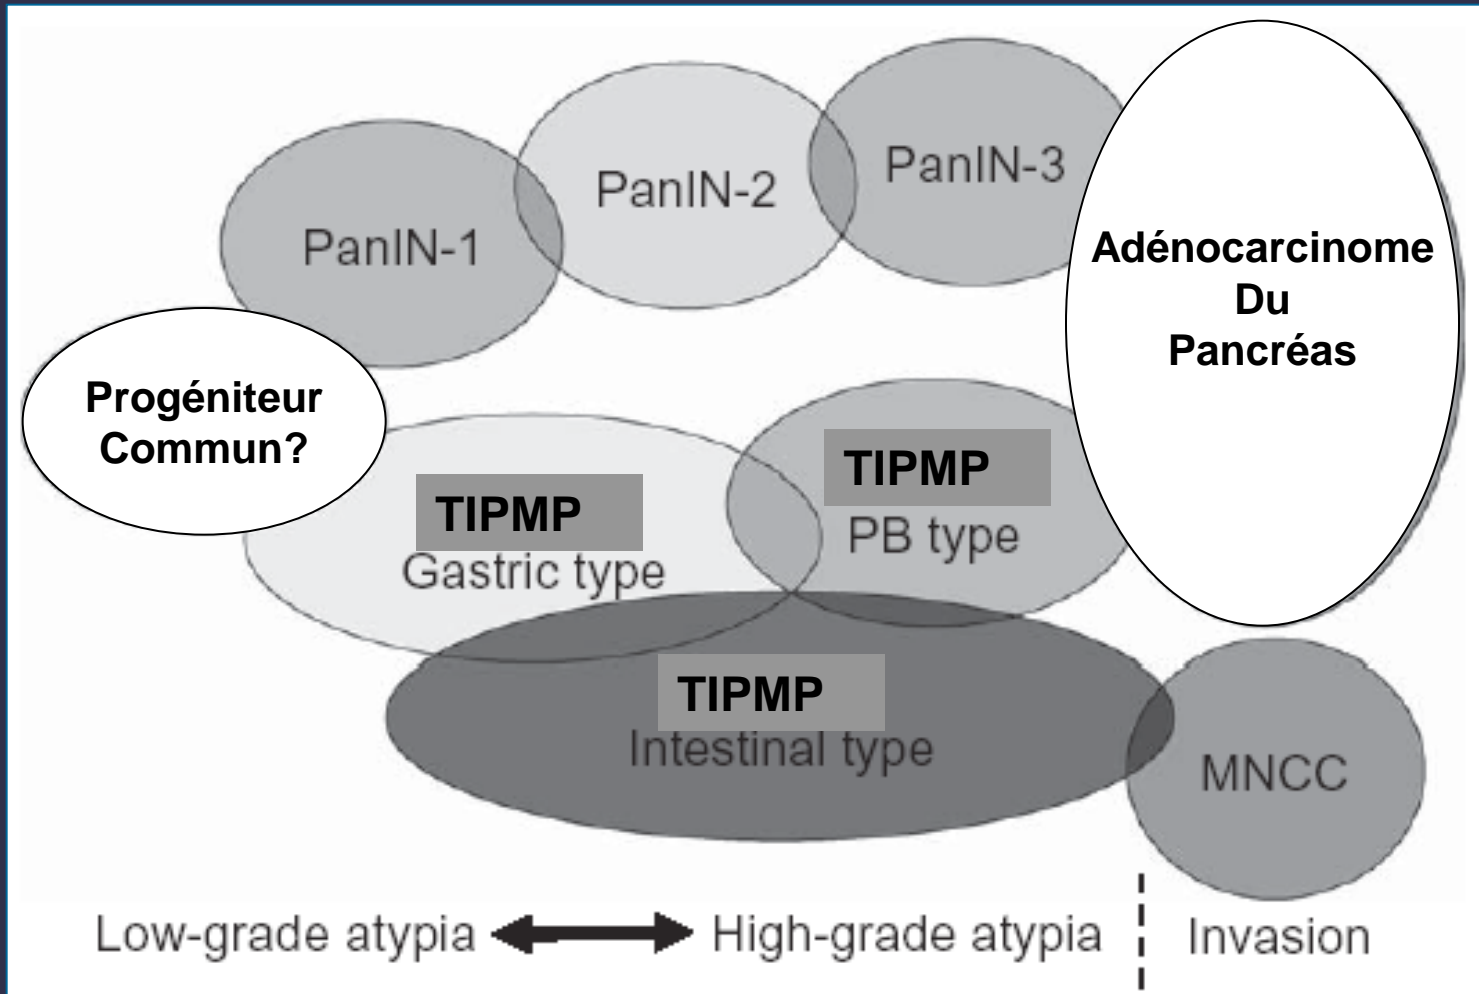 PanIN-1
PanIN-2
PanIN-3
Adénocarcinome
Du
Pancréas
Progéniteur
Commun?
TIPMP
Gastric type
TIPMP
PB type
TIPMP
Intestinal type
MNCC
Low-grade atypia
High-grade atypia
Invasion